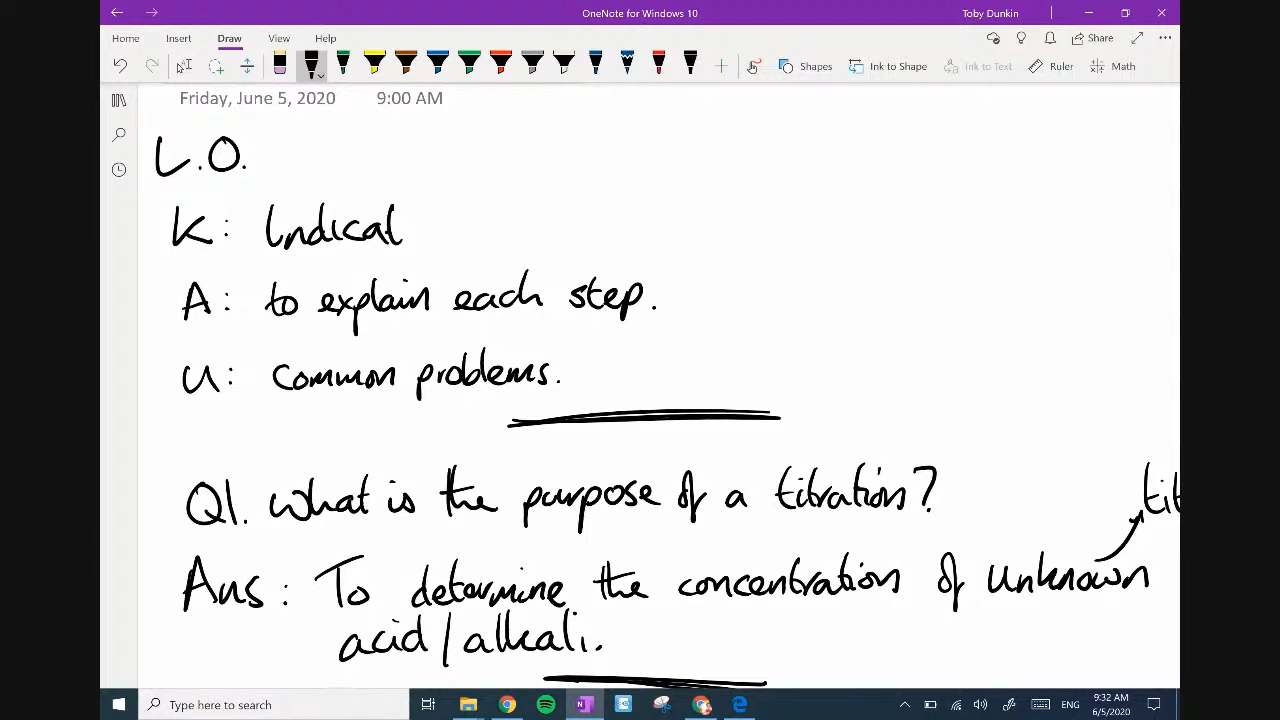 OneNote for Windows 10
Toby Dunkin
Home Insert Draw View Help
Share
Shapes Ink to Shape Ink to Text Ruler Math
Friday, June 5, 2020 9:00 AM
L.O.
K: Indical
A: to explain each step.
U: common problems.
Q1. What is the purpose of a titration?
tit
Ans: To determine the concentration of unknown
acid/alkali.
Type here to search
ENG
9:32 AM
6/5/2020